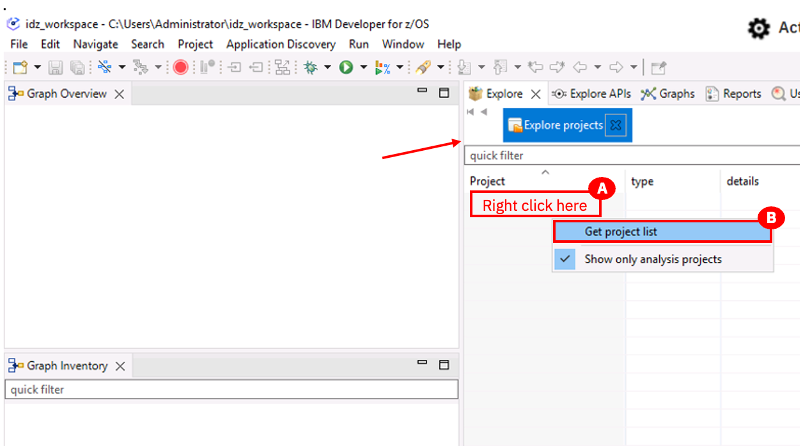 idz_workspace - C:\Users\Administrator\idz_workspace - IBM Developer for z/OS
Act
File Edit Navigate Search Project Application Discovery Run Window Help
Graph Overview
Explore Explore APIs Graphs Reports Us
Explore projects
quick filter
Project type details
A
Right click here
B
Get project list
Show only analysis projects
Graph Inventory
quick filter